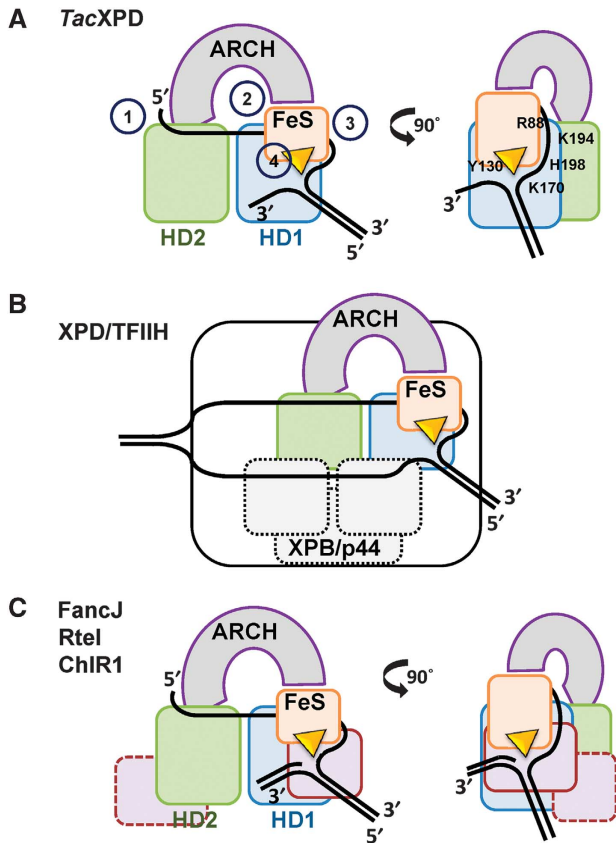 A
TacXPD
ARCH
5′
1
2
3
FeS
4
3′
3′
5′
HD2
HD1
90°
R88
K194
Y130
H198
K170
3′
B
XPD/TFIIH
ARCH
FeS
3′
5′
XPB/p44
C
FancJ
RteI
ChIR1
ARCH
5′
FeS
3′
3′
5′
HD2
HD1
90°
3′